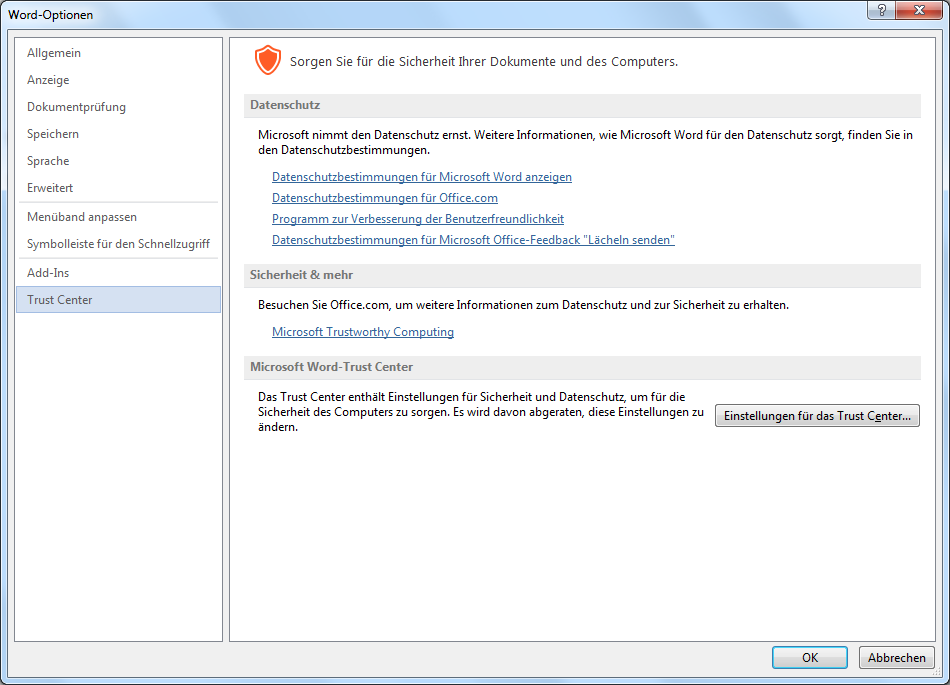 Word-Optionen
?
Allgemein
Anzeige
Dokumentprüfung
Speichern
Sprache
Erweitert
Menüband anpassen
Symbolleiste für den Schnellzugriff
Add-Ins
Trust Center
Sorgen Sie für die Sicherheit Ihrer Dokumente und des Computers.
Datenschutz
Microsoft nimmt den Datenschutz ernst. Weitere Informationen, wie Microsoft Word für den Datenschutz sorgt, finden Sie in
den Datenschutzbestimmungen.
Datenschutzbestimmungen für Microsoft Word anzeigen
Datenschutzbestimmungen für Office.com
Programm zur Verbesserung der Benutzerfreundlichkeit
Datenschutzbestimmungen für Microsoft Office-Feedback "Lächeln senden"
Sicherheit & mehr
Besuchen Sie Office.com, um weitere Informationen zum Datenschutz und zur Sicherheit zu erhalten.
Microsoft Trustworthy Computing
Microsoft Word-Trust Center
Das Trust Center enthält Einstellungen für Sicherheit und Datenschutz, um für die
Sicherheit des Computers zu sorgen. Es wird davon abgeraten, diese Einstellungen zu
ändern.
Einstellungen für das Trust Center...
OK
Abbrechen